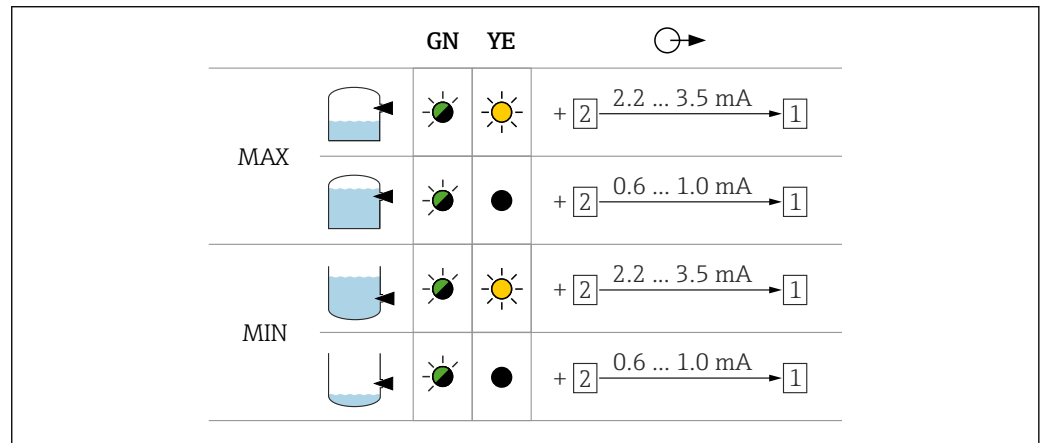 GN YE
MAX
+ 2 2.2 ... 3.5 mA 1
+ 2 0.6 ... 1.0 mA 1
MIN
+ 2 2.2 ... 3.5 mA 1
+ 2 0.6 ... 1.0 mA 1